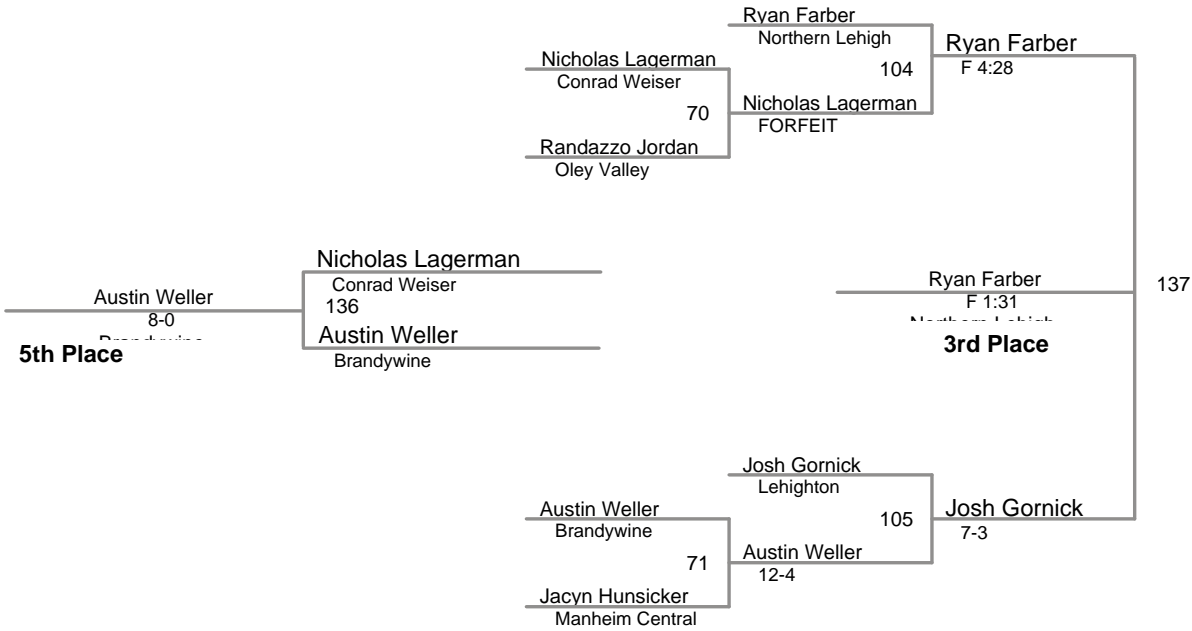 Ryan Farber
Northern Lehigh
104
Ryan Farber
F 4:28
Nicholas Lagerman
Conrad Weiser
70
Nicholas Lagerman
FORFEIT
Randazzo Jordan
Oley Valley
Nicholas Lagerman
Conrad Weiser
136
Austin Weller
8-0
Austin Weller
Brandywine
5th Place
Ryan Farber
F 1:31
137
3rd Place
Josh Gornick
Lehighton
105
Josh Gornick
7-3
Austin Weller
Brandywine
71
Austin Weller
12-4
Jacyn Hunsicker
Manheim Central